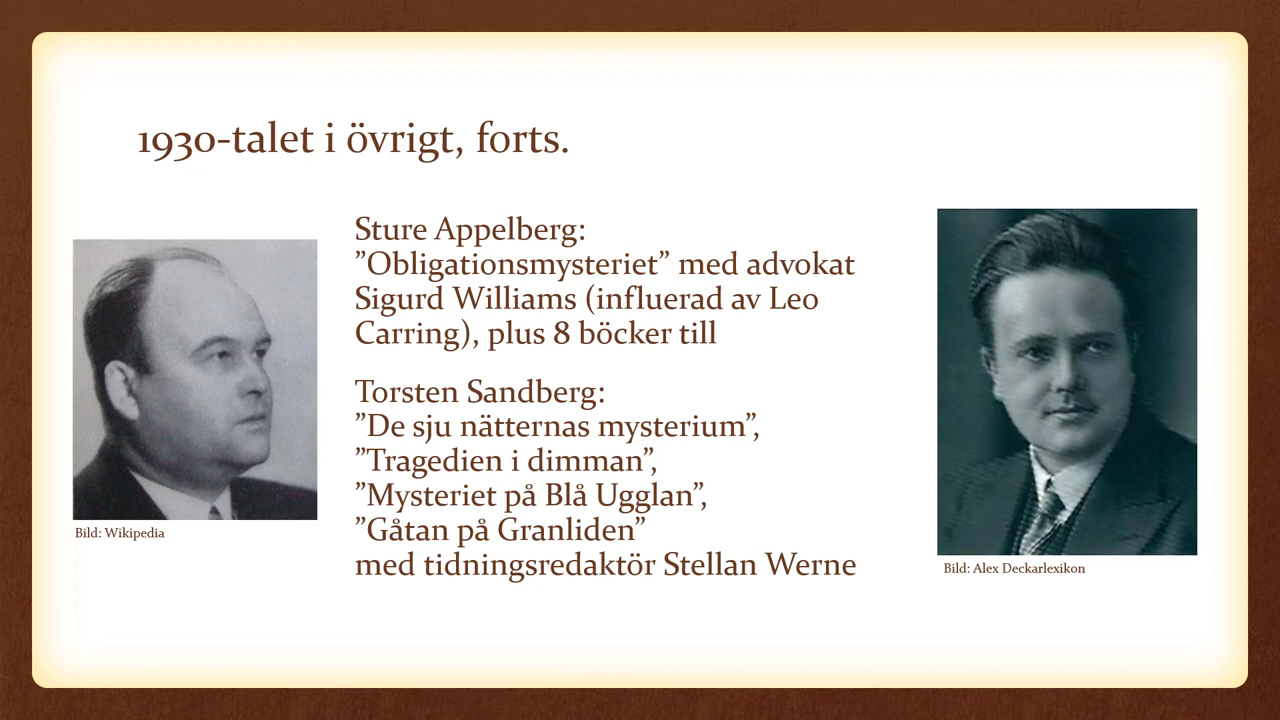 1930-talet i övrigt, forts.
Sture Appelberg:
”Obligationsmysteriet” med advokat
Sigurd Williams (influerad av Leo
Carring), plus 8 böcker till
Torsten Sandberg:
”De sju nätternas mysterium”,
”Tragedien i dimman”,
”Mysteriet på Blå Ugglan”,
”Gåtan på Granliden”
med tidningsredaktör Stellan Werne
Bild: Wikipedia
Bild: Alex Deckarlexikon